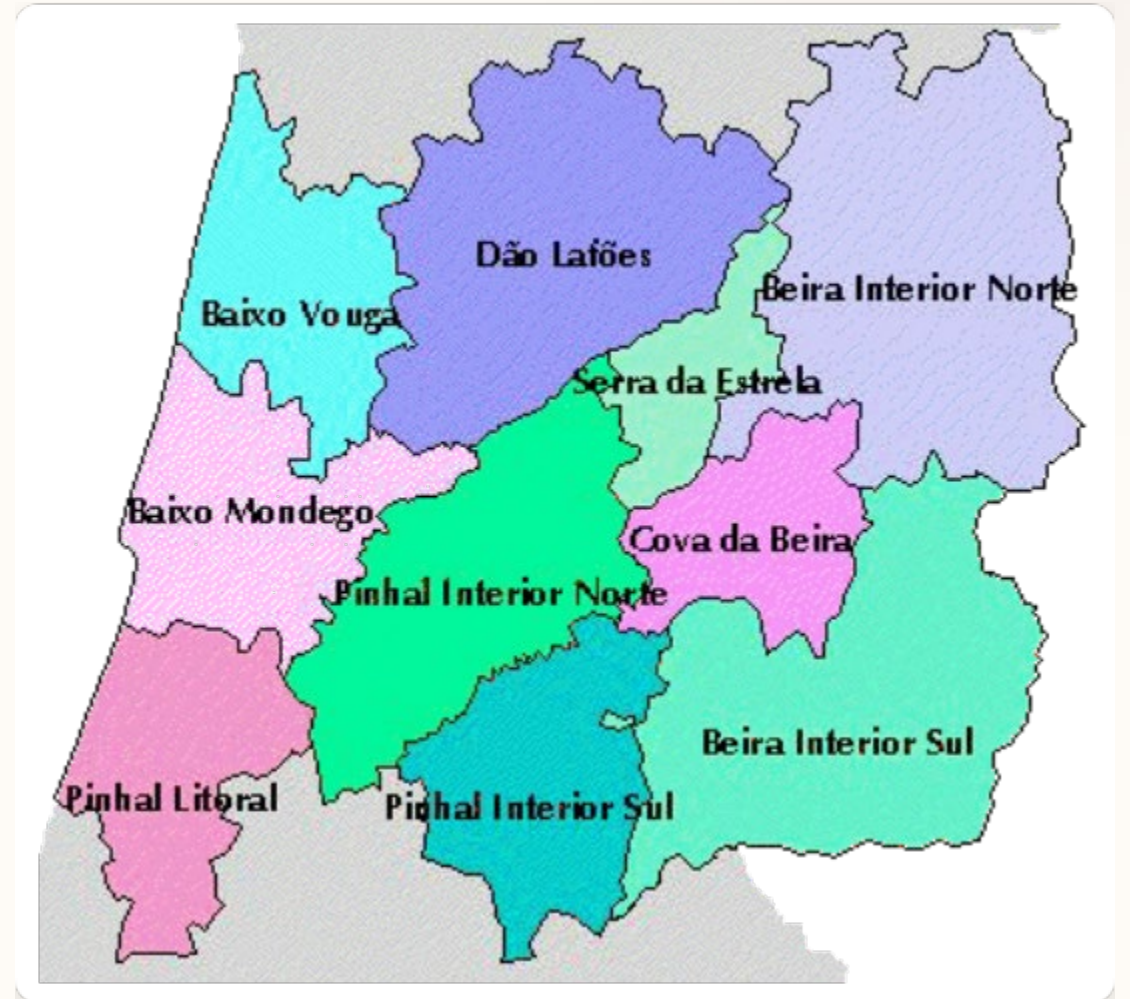 Dão Lafões
Beira Interior Norte
Baixo Vouga
Serra da Estrela
Baixo Mondego
Cova da Beira
Pinhal Interior Norte
Beira Interior Sul
Pinhal Litoral
Pinhal Interior Sul